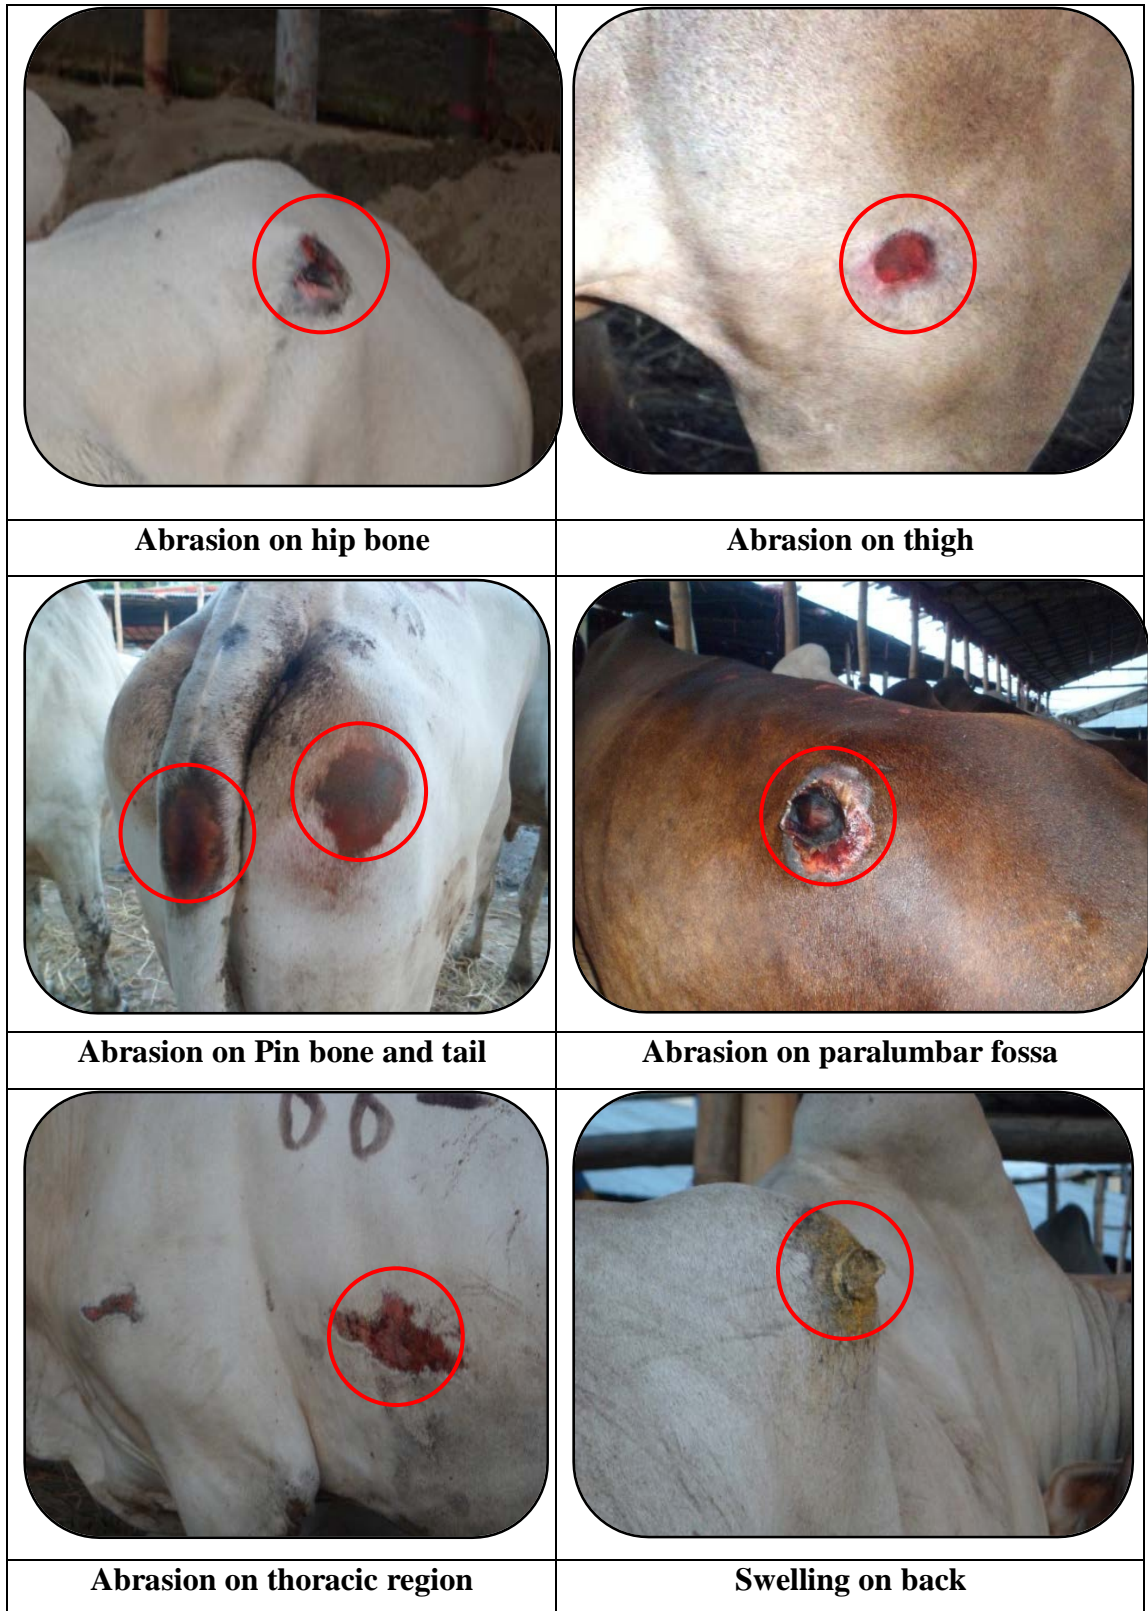 Abrasion on hip bone
Abrasion on thigh
Abrasion on Pin bone and tail
Abrasion on paralumbar fossa
00
Abrasion on thoracic region
Swelling on back